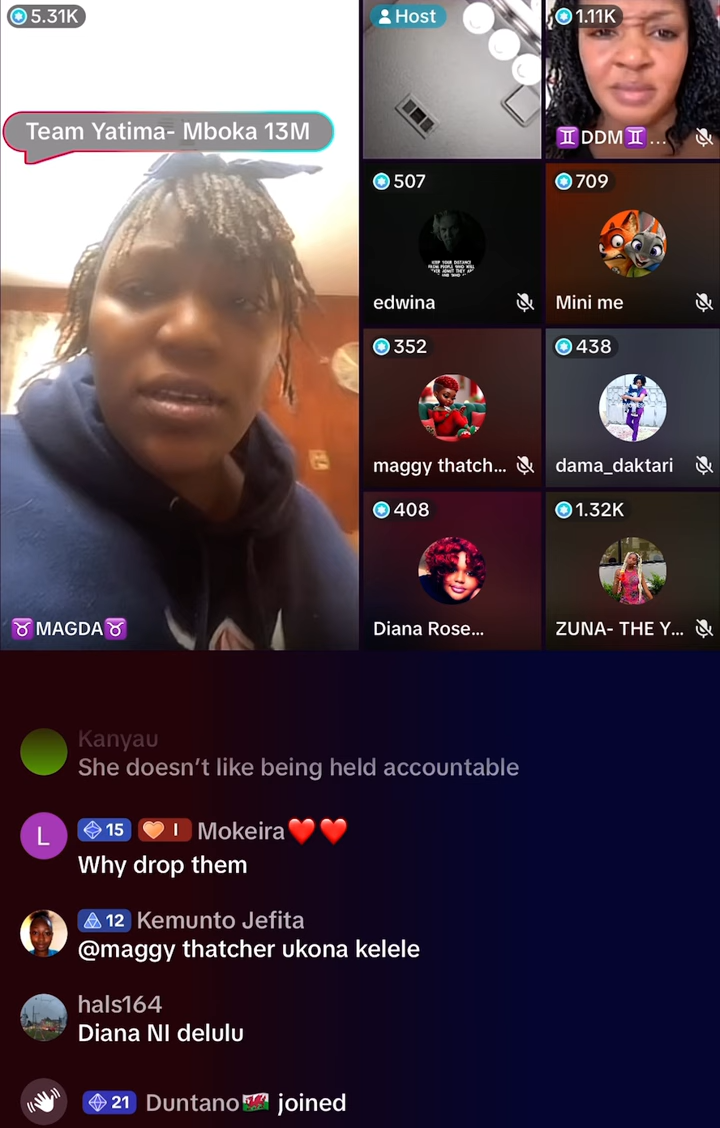 5.31K
Team Yatima- Mboka 13M
♉MAGDA♉
Host
1.11K
♊DDM♊...
507
edwina
709
Mini me
352
maggy thatch...
438
dama_daktari
408
Diana Rose...
1.32K
ZUNA- THE Y...
Kanyau
She doesn't like being held accountable
L
15 I Mokeira❤️❤️
Why drop them
12 Kemunto Jefita
@maggy thatcher ukona kelele
hals164
Diana NI delulu
21 Duntano🏴󠁧󠁢󠁷󠁬󠁳󠁿 joined